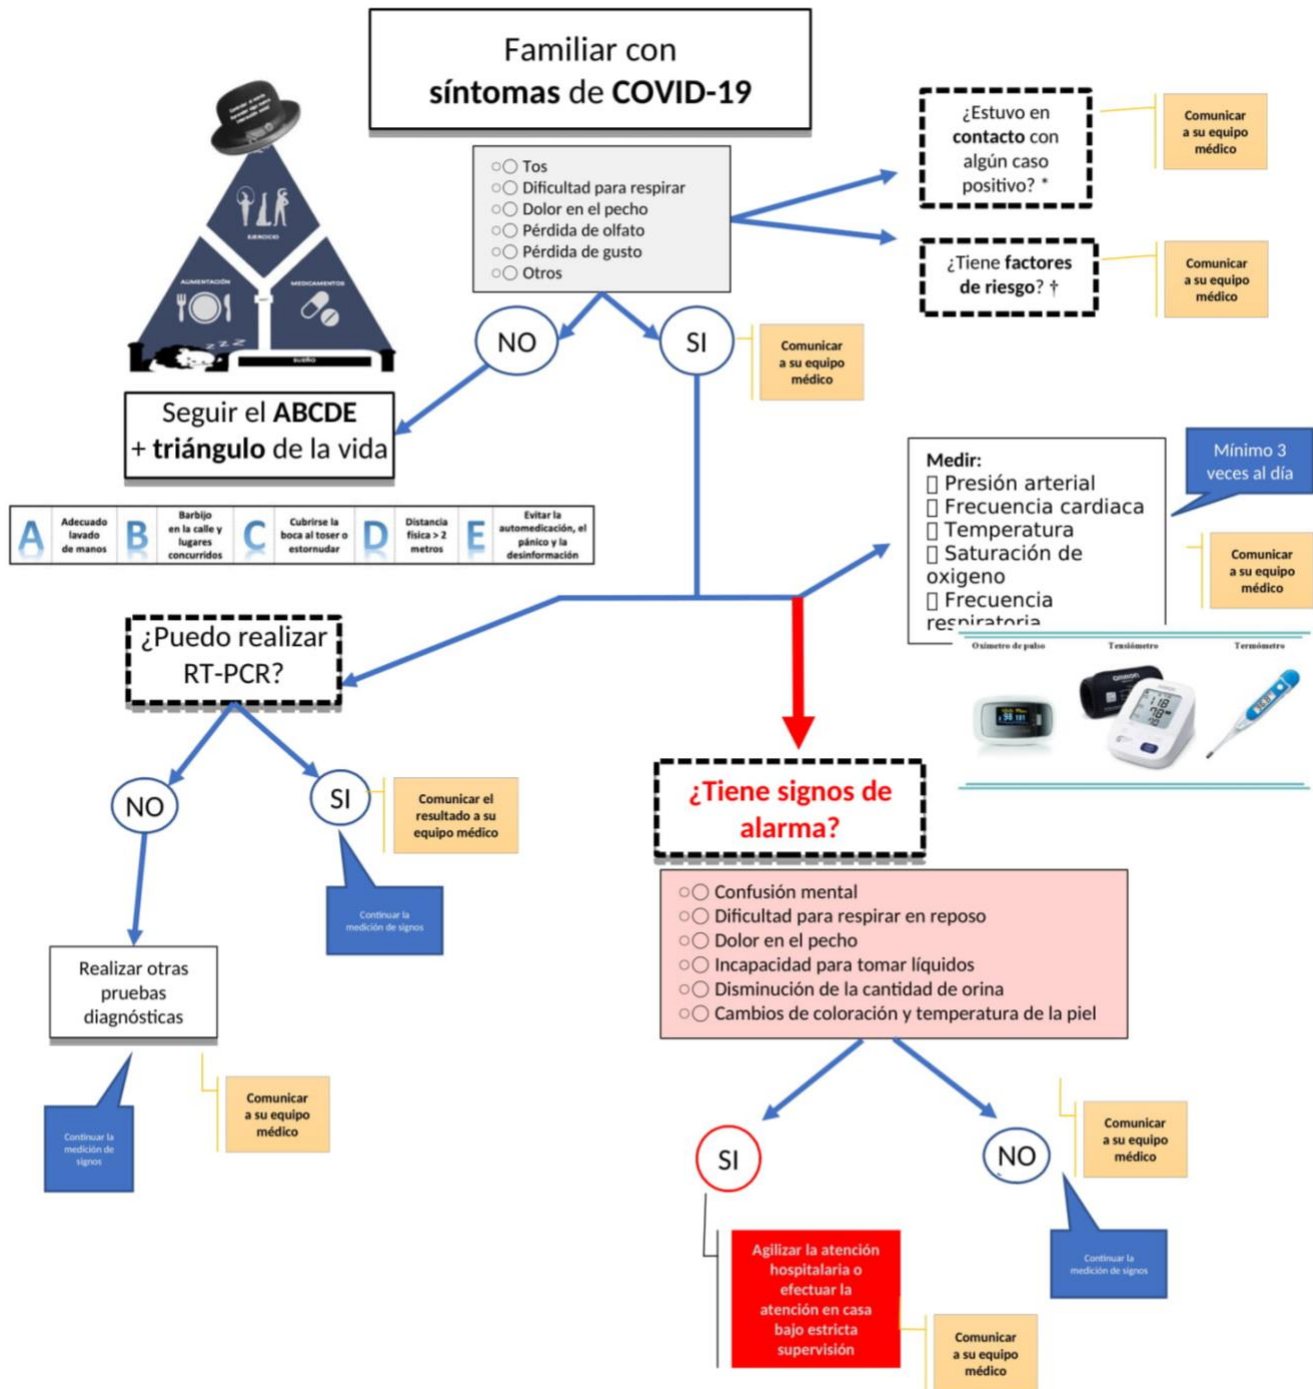 Familiar con
síntomas de COVID-19
○○ Tos
○○ Dificultad para respirar
○○ Dolor en el pecho
○○ Pérdida de olfato
○○ Pérdida de gusto
○○ Otros
¿Estuvo en
contacto con
algún caso
positivo? *
Comunicar
a su equipo
médico
¿Tiene factores
de riesgo? †
Comunicar
a su equipo
médico
EJERCICIO
ALIMENTACIÓN
MEDICAMENTOS
Z Z Z
SUEÑO
NO
SI
Comunicar
a su equipo
médico
Seguir el ABCDE
+ triángulo de la vida
A
Adecuado
lavado
de manos
B
Barbijo
en la calle y
lugares
concurridos
C
Cubrirse la
boca al toser o
estornudar
D
Distancia
física > 2
metros
E
Evitar la
automedicación, el
pánico y la
desinformación
Medir:
▯ Presión arterial
▯ Frecuencia cardiaca
▯ Temperatura
▯ Saturación de
oxigeno
▯ Frecuencia
respiratoria
Mínimo 3
veces al día
Comunicar
a su equipo
médico
Oxímetro de pulso
Tensiómetro
Termómetro
OMRON
¿Puedo realizar
RT-PCR?
NO
SI
Comunicar el
resultado a su
equipo médico
Continuar la
medición de signos
Realizar otras
pruebas
diagnósticas
Continuar la
medición de
signos
Comunicar
a su equipo
médico
¿Tiene signos de
alarma?
○○ Confusión mental
○○ Dificultad para respirar en reposo
○○ Dolor en el pecho
○○ Incapacidad para tomar líquidos
○○ Disminución de la cantidad de orina
○○ Cambios de coloración y temperatura de la piel
SI
NO
Comunicar
a su equipo
médico
Continuar la
medición de signos
Agilizar la atención
hospitalaria o
efectuar la
atención en casa
bajo estricta
supervisión
Comunicar
a su equipo
médico